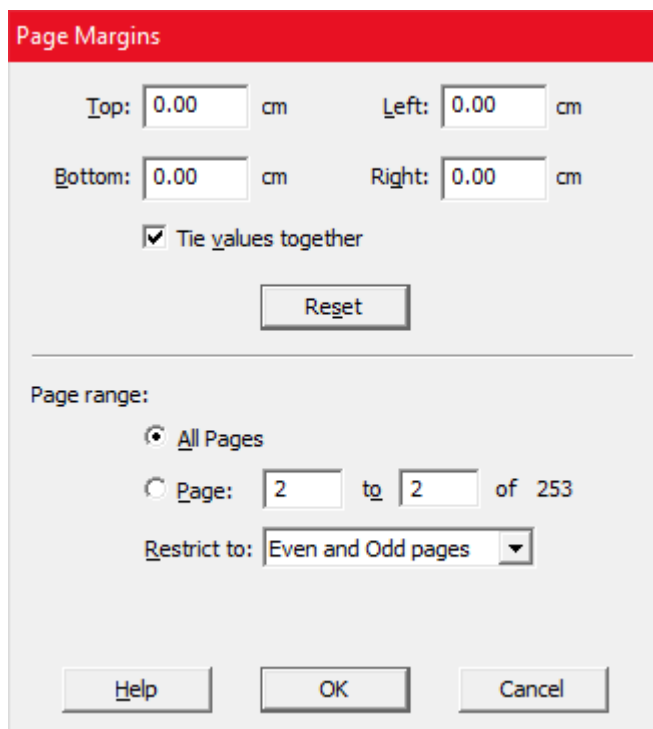 Page Margins
Top: 0.00 cm Left: 0.00 cm
Bottom: 0.00 cm Right: 0.00 cm
Tie values together
Reset
Page range:
All Pages
Page: 2 to 2 of 253
Restrict to: Even and Odd pages
Help OK Cancel